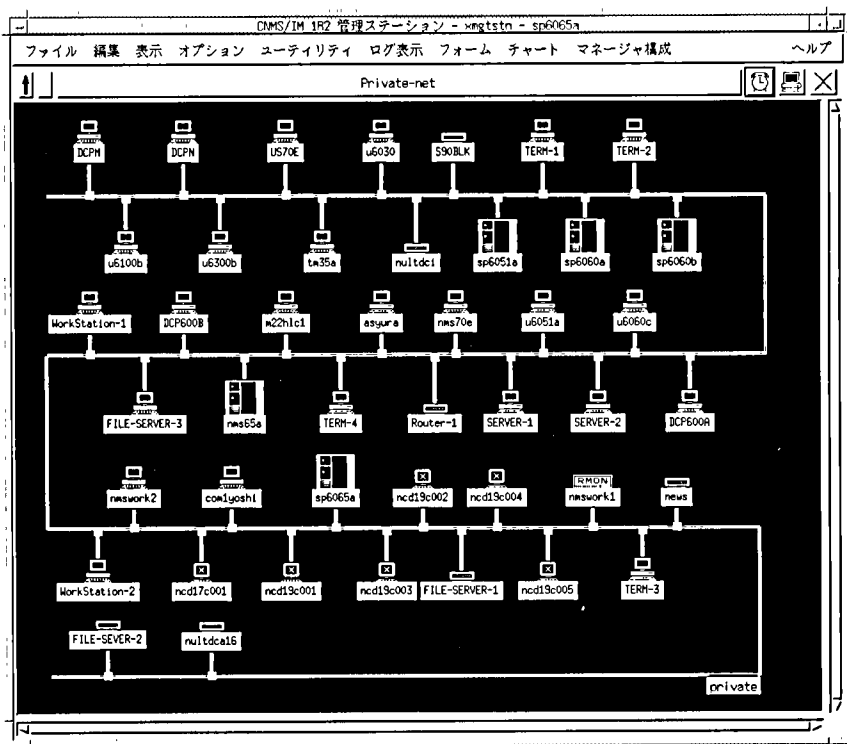 CNMS/IM 1R2 管理ステーション - xmgtstn - sp6065a
ファイル 編集 表示 オプション ユーティリティ ログ表示 フォーム チャート マネージャ構成 ヘルプ
Private-net
DCPM DCPN US70E u6030 S90BLK TERM-1 TERM-2
u6100b u6300b tm35a nultdci sp6051a sp6060a sp6060b
WorkStation-1 DCP600B m22hlc1 asyura nms70e u6051a u6060c
FILE-SERVER-3 nms65a TERM-4 Router-1 SERVER-1 SERVER-2 DCP600A
nmswork2 com1yoshi sp6065a ncd19c002 ncd19c004 RMON nmswork1 news
WorkStation-2 ncd17c001 ncd19c001 ncd19c003 FILE-SERVER-1 ncd19c005 TERM-3
FILE-SEVER-2 nultdca16
private